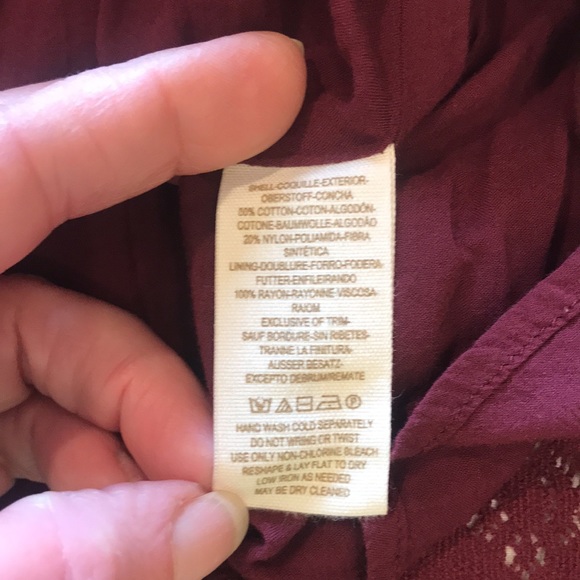 SHELL-COQUILLE-EXTERIOR-
OBERSTOFF-CONCHA
80% COTTON-COTON-ALGODÓN-
COTONE-BAUMWOLLE-ALGODÃO
20% NYLON-POLIAMIDA-FIBRA
SINTÉTICA
LINING-DOUBLURE-FORRO-FODERA-
FUTTER-ENFILEIRANDO
100% RAYON-RAYONNE-VISCOSA-
RAIOM
EXCLUSIVE OF TRIM-
SAUF BORDURE-SIN RIBETES-
TRANNE LA FINITURA-
AUSSER BESATZ-
EXCEPTO DEBRUM/REMATE
HAND WASH COLD SEPARATELY
DO NOT WRING OR TWIST
USE ONLY NON-CHLORINE BLEACH
RESHAPE & LAY FLAT TO DRY
LOW IRON AS NEEDED
MAY BE DRY CLEANED